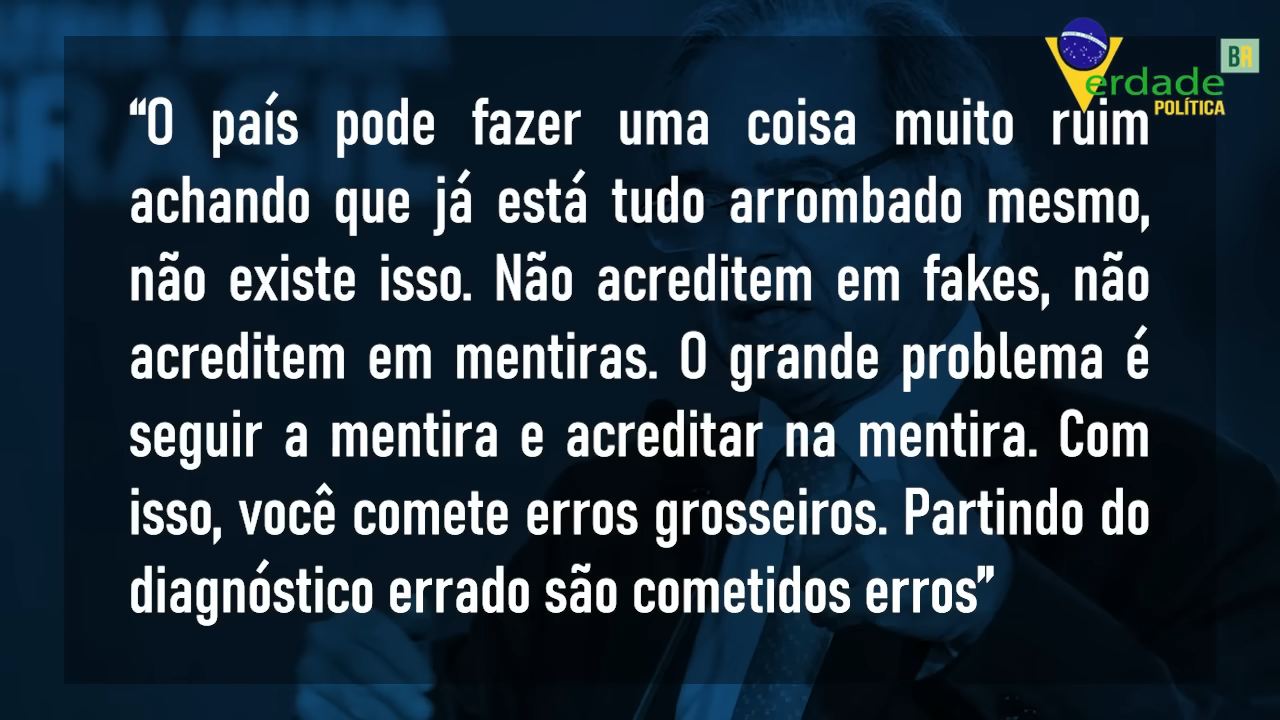 BR
erdade
POLÍTICA
“O país pode fazer uma coisa muito ruim
achando que já está tudo arrombado mesmo,
não existe isso. Não acreditem em fakes, não
acreditem em mentiras. O grande problema é
seguir a mentira e acreditar na mentira. Com
isso, você comete erros grosseiros. Partindo do
diagnóstico errado são cometidos erros”